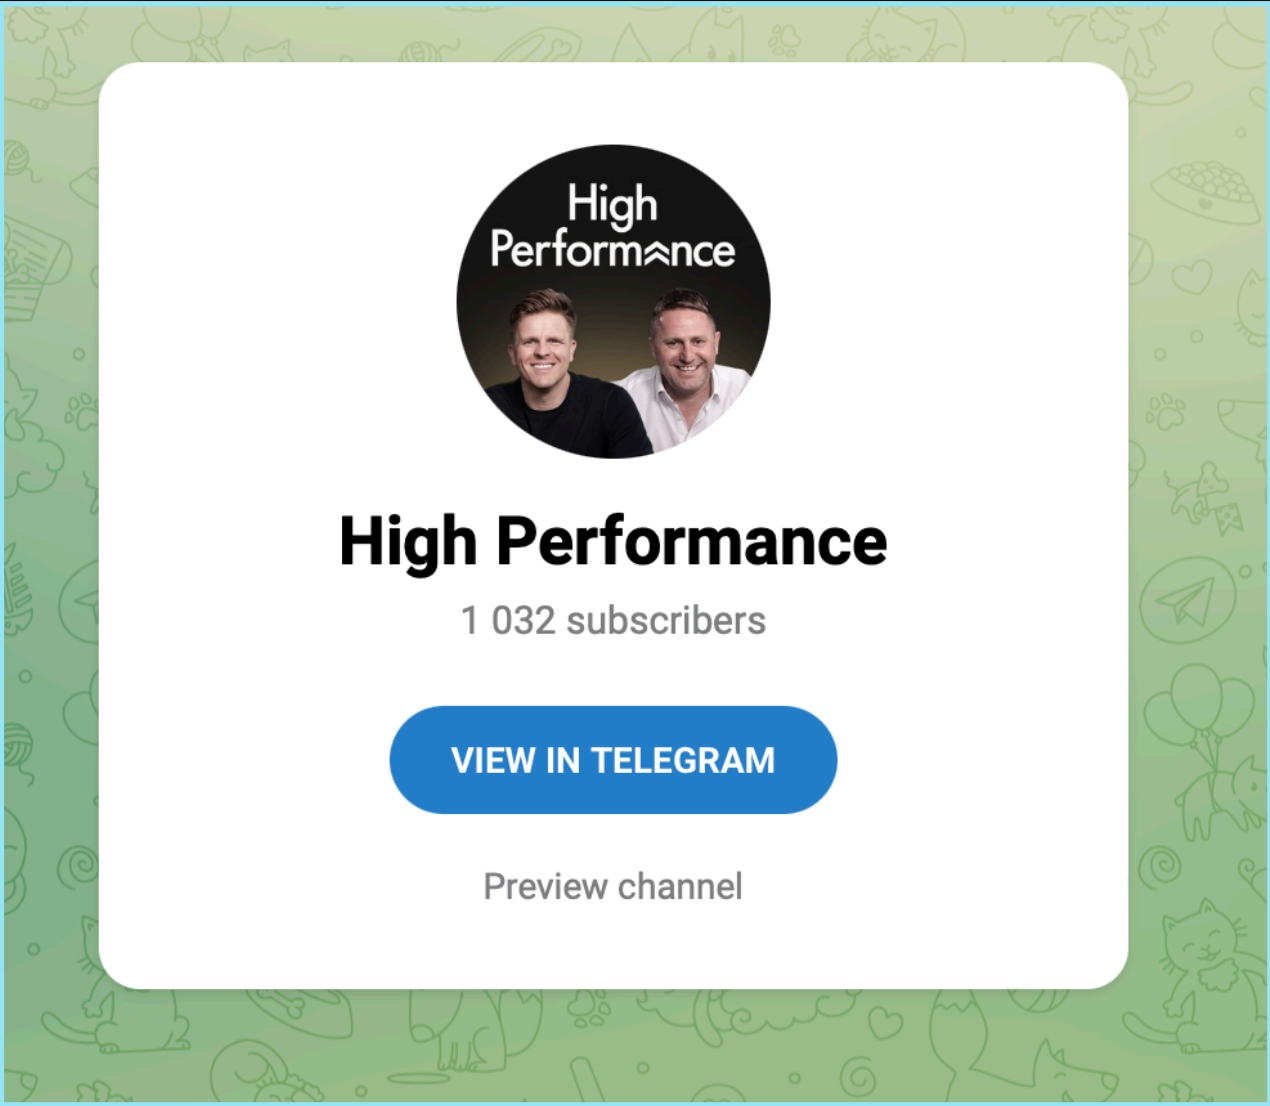 High
Performance
High Performance
1 032 subscribers
VIEW IN TELEGRAM
Preview channel